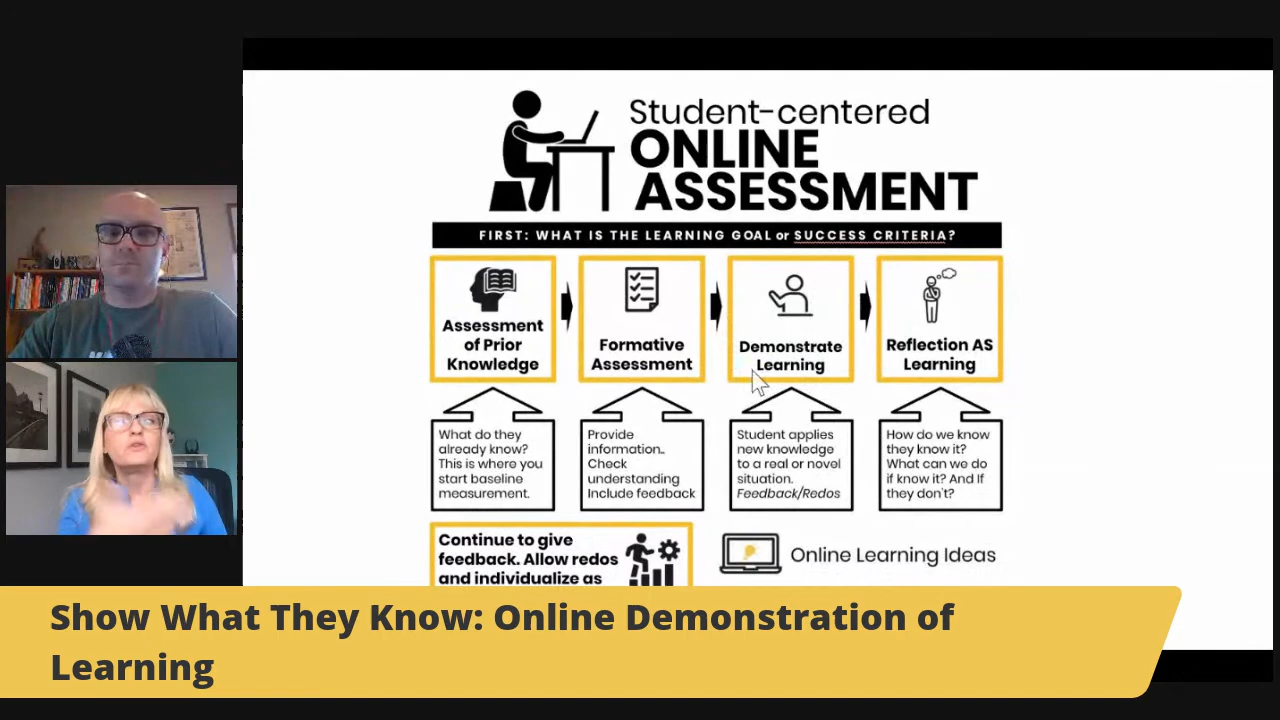 Student-centered
ONLINE
ASSESSMENT
FIRST: WHAT IS THE LEARNING GOAL or SUCCESS CRITERIA?
Assessment
of Prior
Knowledge
Formative
Assessment
Demonstrate
Learning
Reflection AS
Learning
What do they
already know?
This is where you
start baseline
measurement.
Provide
information..
Check
understanding
Include feedback
Student applies
new knowledge
to a real or novel
situation.
Feedback/Redos
How do we know
they know it?
What can we do
if know it? And If
they don't?
Continue to give
feedback. Allow redos
and individualize as
Online Learning Ideas
Show What They Know: Online Demonstration of
Learning